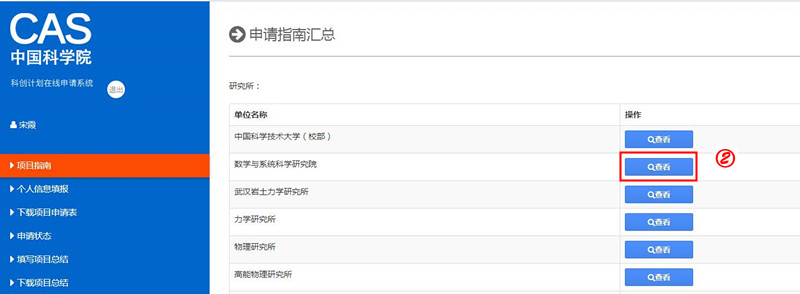 CAS
中国科学院
科创计划在线申请系统 退出
宋霞
项目指南
个人信息填报
下载项目申请表
申请状态
填写项目总结
下载项目总结
申请指南汇总
研究所：
单位名称 操作
中国科学技术大学（校部） 查看
数学与系统科学研究院 查看 ②
武汉岩土力学研究所 查看
力学研究所 查看
物理研究所 查看
高能物理研究所 查看